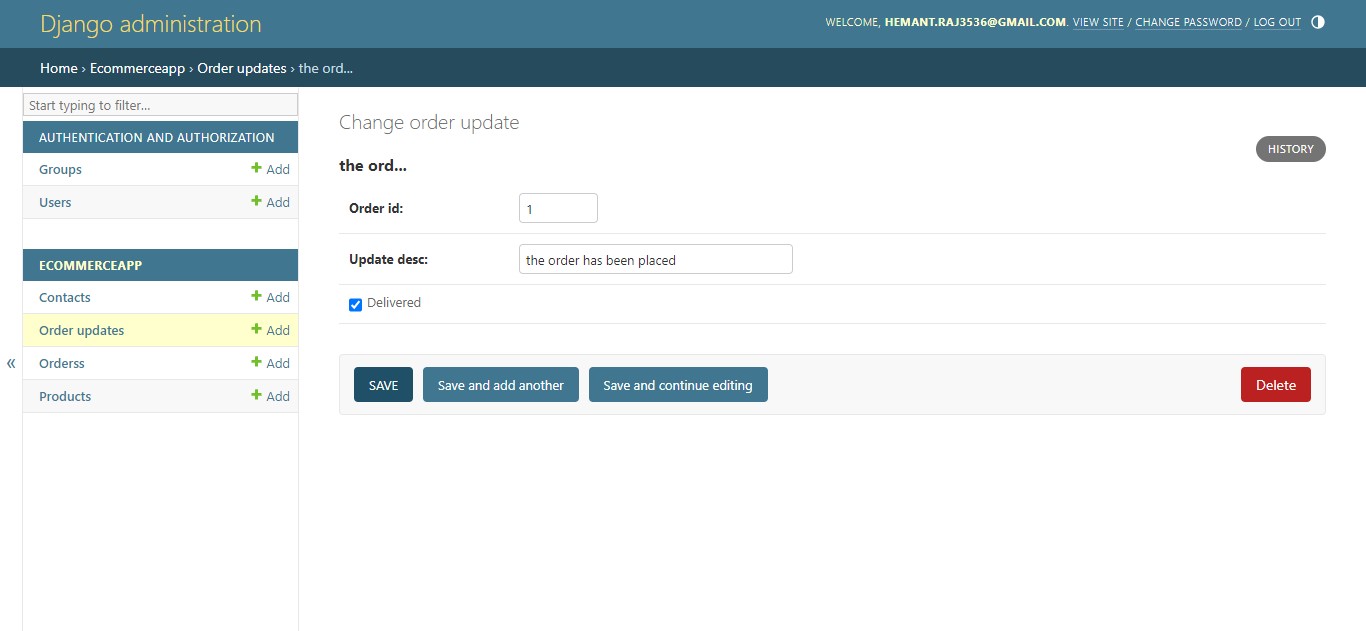 Django administration
WELCOME, HEMANT.RAJ3536@GMAIL.COM. VIEW SITE / CHANGE PASSWORD / LOG OUT
Home › Ecommerceapp › Order updates › the ord...
Start typing to filter...
AUTHENTICATION AND AUTHORIZATION
Groups + Add
Users + Add
ECOMMERCEAPP
Contacts + Add
Order updates + Add
Orderss + Add
Products + Add
«
Change order update
HISTORY
the ord...
Order id: 1
Update desc: the order has been placed
Delivered
SAVE Save and add another Save and continue editing Delete